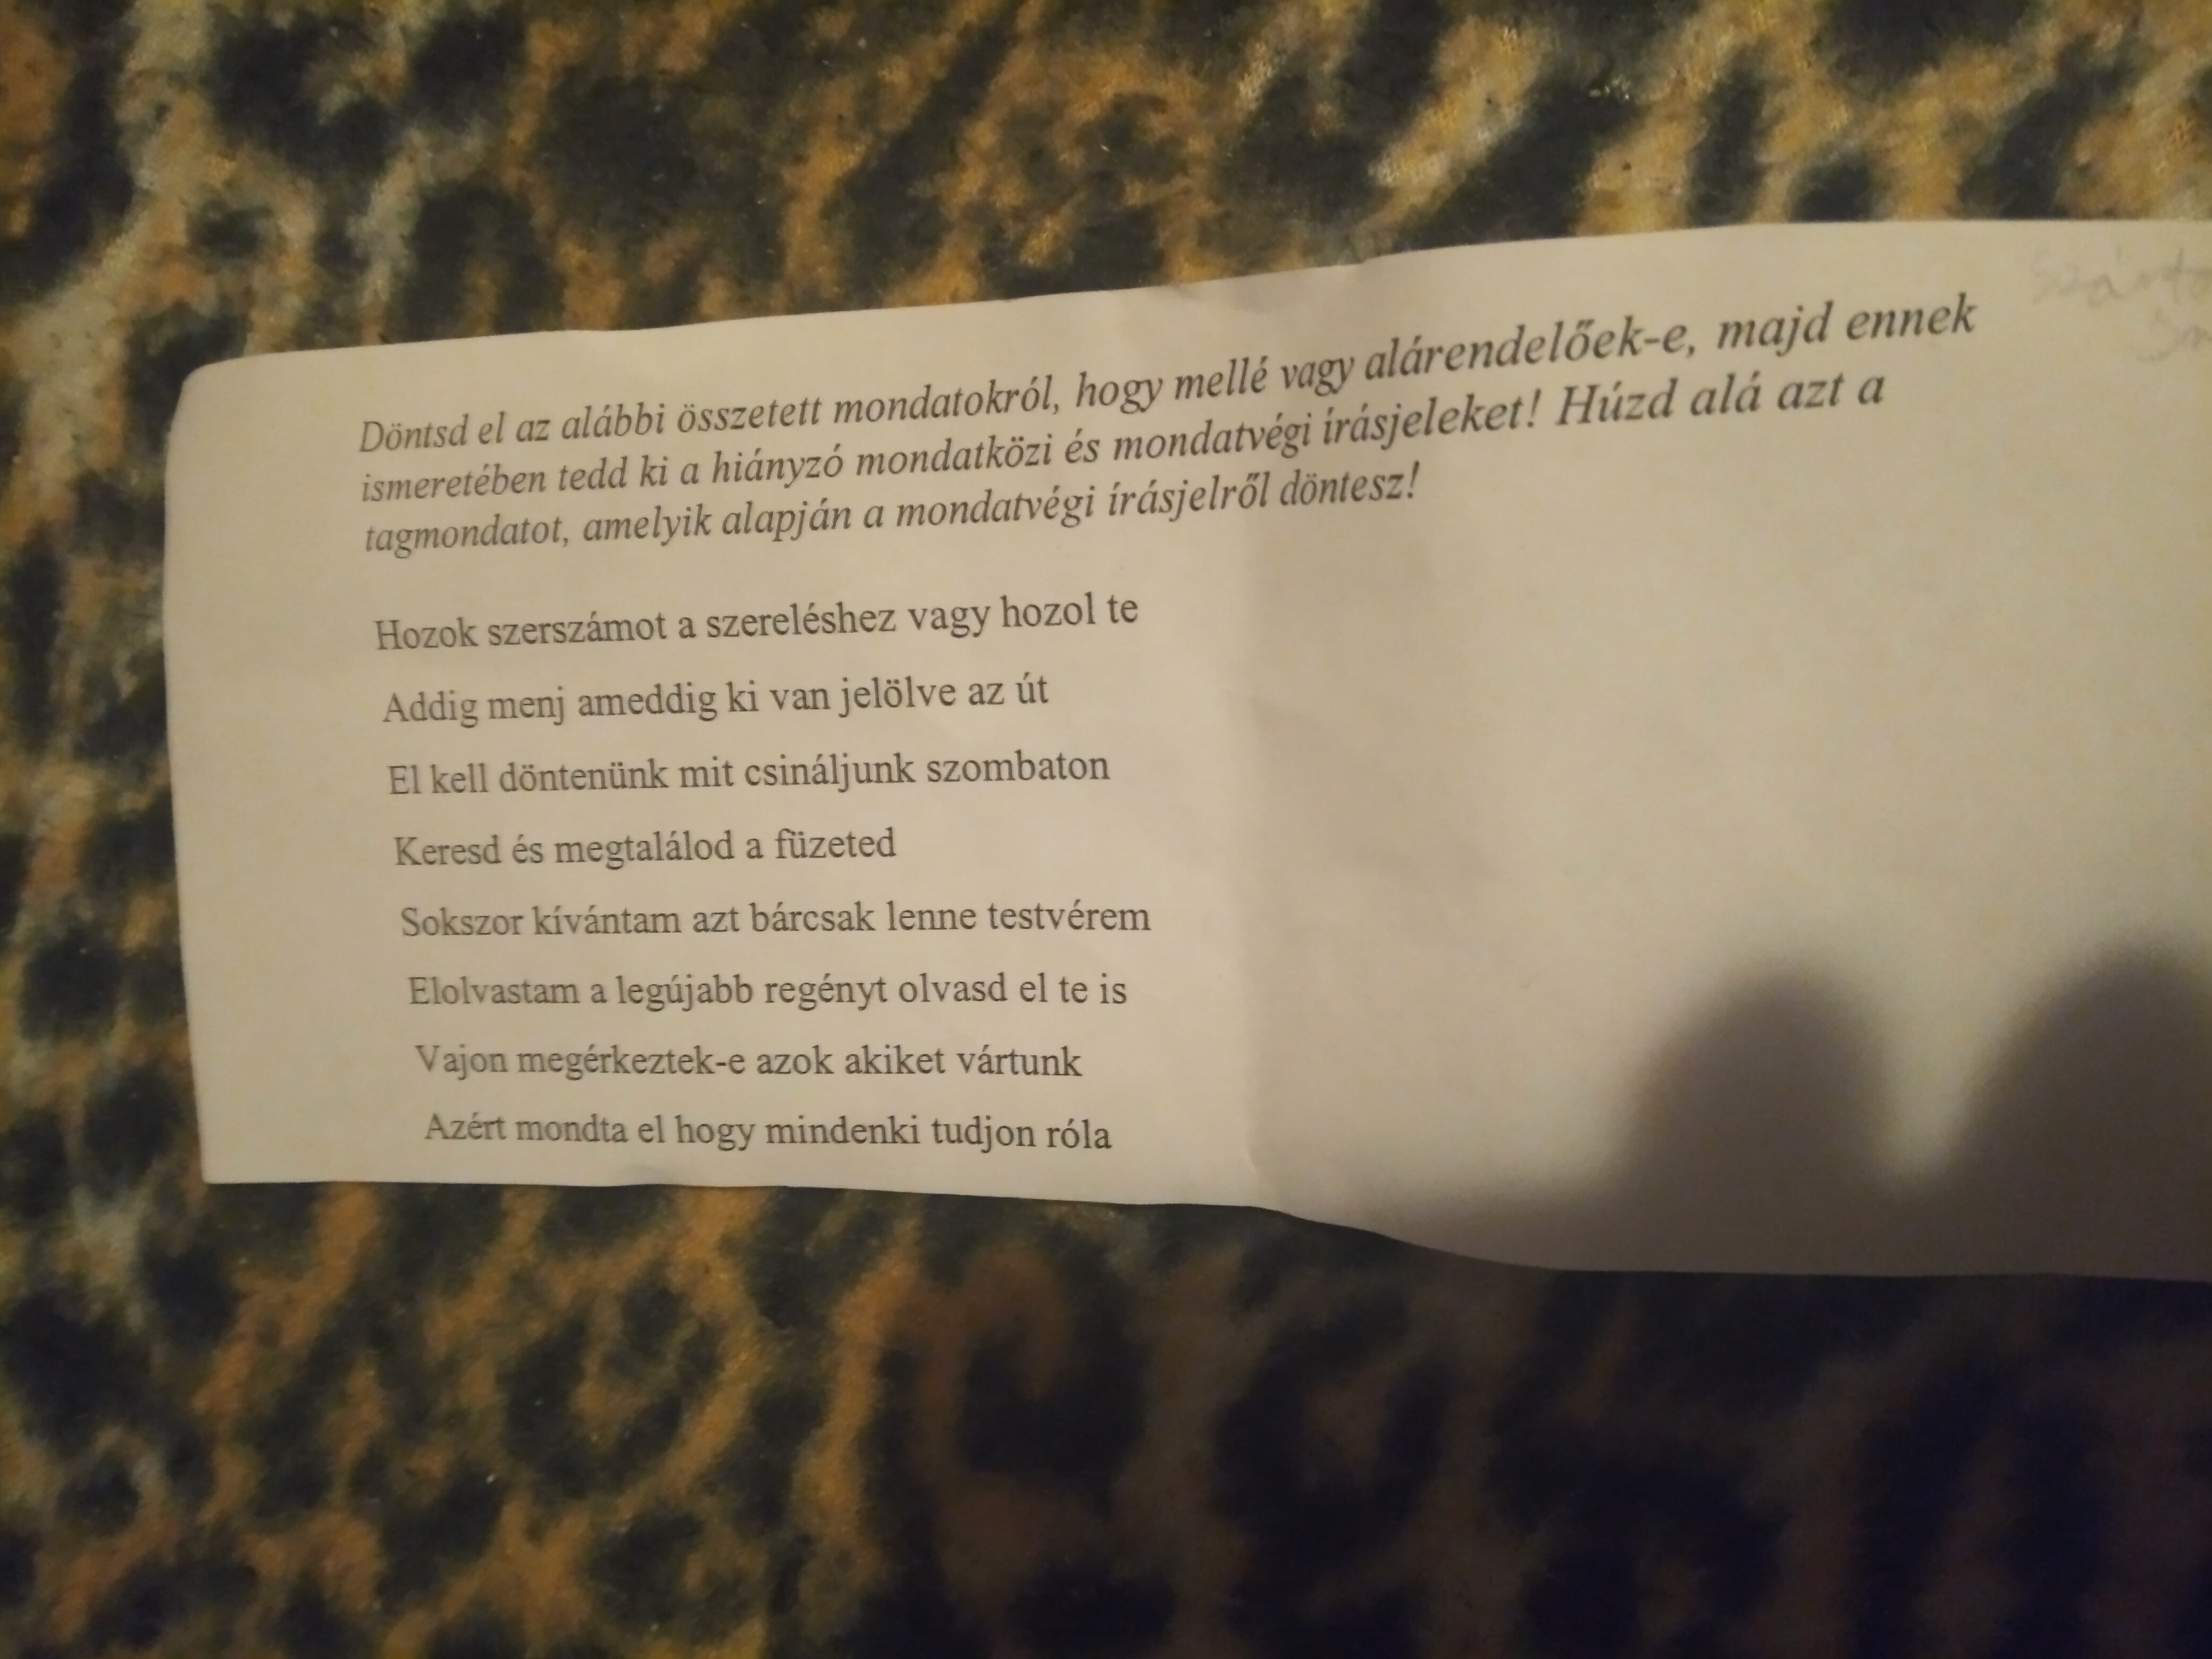 Döntsd el az alábbi összetett mondatokról, hogy mellé vagy alárendelőek-e, majd ennek
ismeretében tedd ki a hiányzó mondatközi és mondatvégi írásjeleket! Húzd alá azt a
tagmondatot, amelyik alapján a mondatvégi írásjelről döntesz!
Hozok szerszámot a szereléshez vagy hozol te
Addig menj ameddig ki van jelölve az út
El kell döntenünk mit csináljunk szombaton
Keresd és megtalálod a füzeted
Sokszor kívántam azt bárcsak lenne testvérem
Elolvastam a legújabb regényt olvasd el te is
Vajon megérkeztek-e azok akiket vártunk
Azért mondta el hogy mindenki tudjon róla